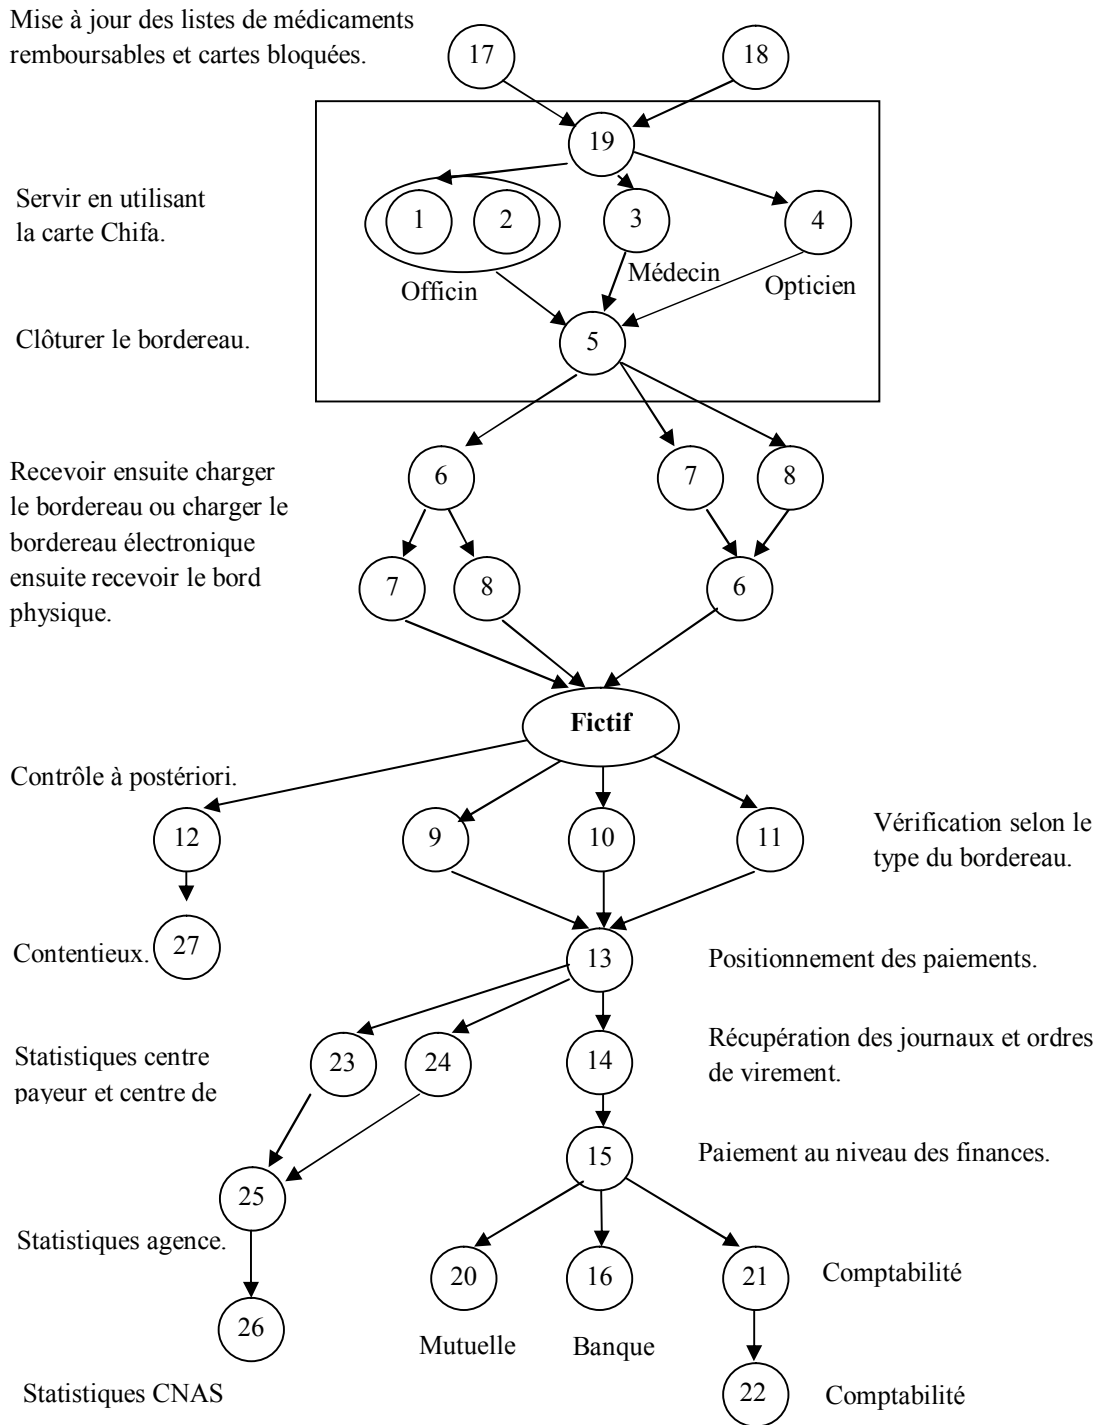 Mise à jour des listes de médicaments
remboursables et cartes bloquées.
17
18
19
Servir en utilisant
la carte Chifa.
1
2
3
4
Officin
Médecin
Opticien
Clôturer le bordereau.
5
Recevoir ensuite charger
le bordereau ou charger le
bordereau électronique
ensuite recevoir le bord
physique.
6
7
8
7
8
6
Fictif
Contrôle à postériori.
12
9
10
11
Vérification selon le
type du bordereau.
Contentieux.
27
13
Positionnement des paiements.
Statistiques centre
payeur et centre de
23
24
14
Récupération des journaux et ordres
de virement.
15
Paiement au niveau des finances.
25
Statistiques agence.
20
16
21
Comptabilité
26
Mutuelle
Banque
Statistiques CNAS
22
Comptabilité